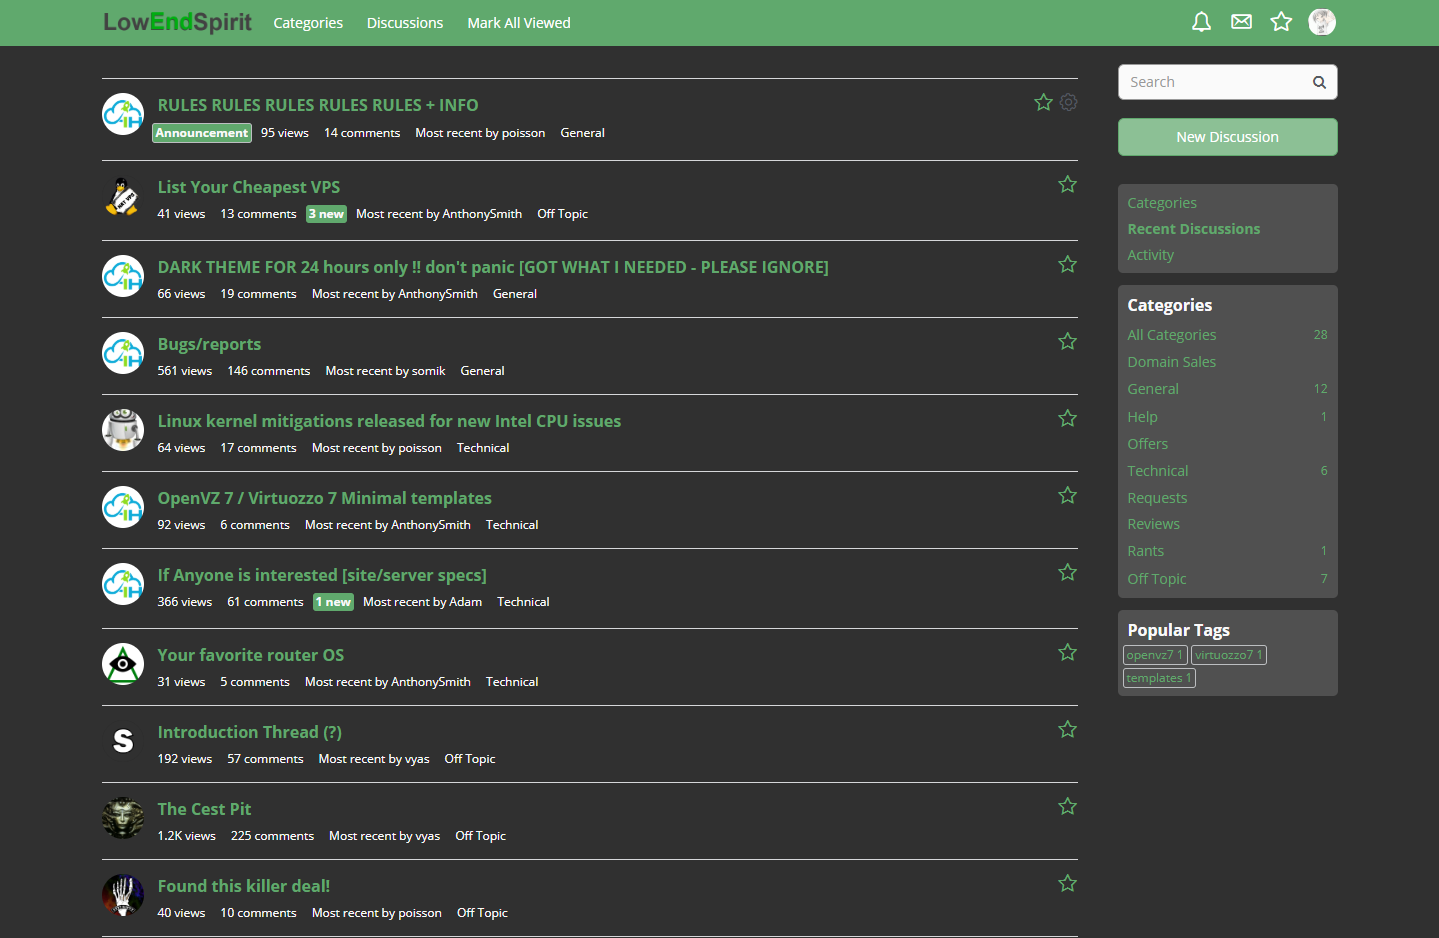 LowEndSpirit Categories Discussions Mark All Viewed
RULES RULES RULES RULES RULES + INFO
Announcement 95 views 14 comments Most recent by poisson General
List Your Cheapest VPS
41 views 13 comments 3 new Most recent by AnthonySmith Off Topic
DARK THEME FOR 24 hours only !! don't panic [GOT WHAT I NEEDED - PLEASE IGNORE]
66 views 19 comments Most recent by AnthonySmith General
Bugs/reports
561 views 146 comments Most recent by somik General
Linux kernel mitigations released for new Intel CPU issues
64 views 17 comments Most recent by poisson Technical
OpenVZ 7 / Virtuozzo 7 Minimal templates
92 views 6 comments Most recent by AnthonySmith Technical
If Anyone is interested [site/server specs]
366 views 61 comments 1 new Most recent by Adam Technical
Your favorite router OS
31 views 5 comments Most recent by AnthonySmith Technical
S
Introduction Thread (?)
192 views 57 comments Most recent by vyas Off Topic
The Cest Pit
1.2K views 225 comments Most recent by vyas Off Topic
Found this killer deal!
40 views 10 comments Most recent by poisson Off Topic
Search
New Discussion
Categories
Recent Discussions
Activity
Categories
All Categories 28
Domain Sales
General 12
Help 1
Offers
Technical 6
Requests
Reviews
Rants 1
Off Topic 7
Popular Tags
openvz7 1 virtuozzo7 1
templates 1